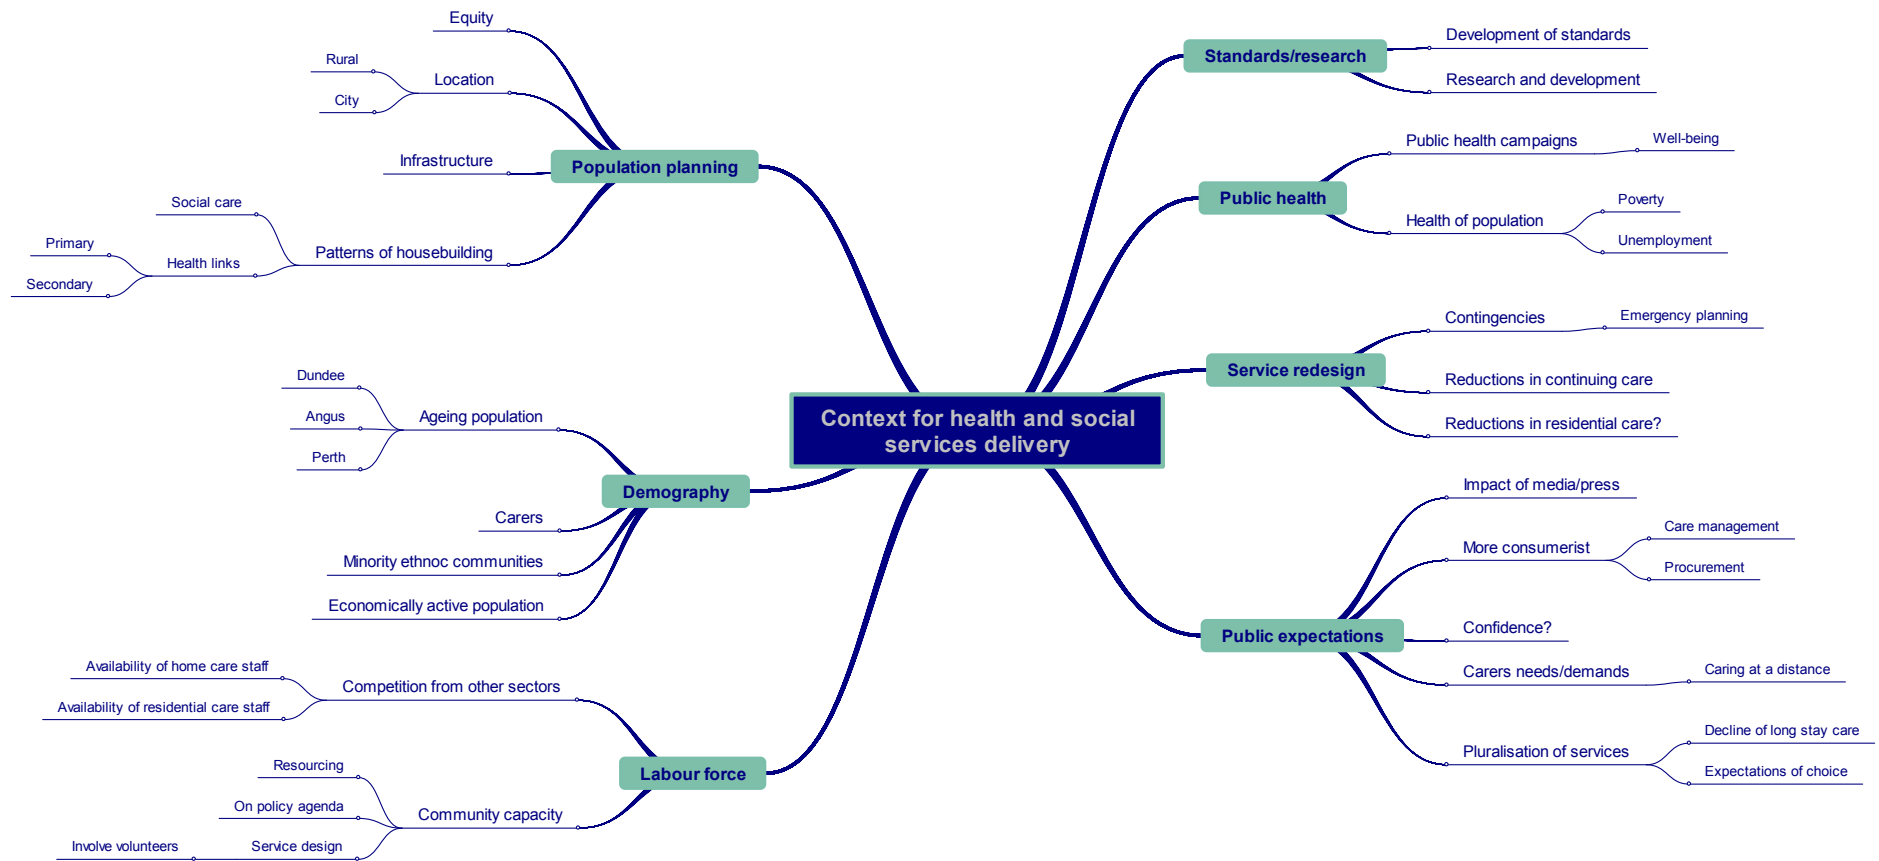 Context for health and social
services delivery
Standards/research
Development of standards
Research and development
Public health
Public health campaigns
Well-being
Health of population
Poverty
Unemployment
Service redesign
Contingencies
Emergency planning
Reductions in continuing care
Reductions in residential care?
Public expectations
Impact of media/press
More consumerist
Care management
Procurement
Confidence?
Carers needs/demands
Caring at a distance
Pluralisation of services
Decline of long stay care
Expectations of choice
Population planning
Equity
Location
Rural
City
Infrastructure
Patterns of housebuilding
Social care
Health links
Primary
Secondary
Demography
Ageing population
Dundee
Angus
Perth
Carers
Minority ethnoc communities
Economically active population
Labour force
Competition from other sectors
Availability of home care staff
Availability of residential care staff
Community capacity
Resourcing
On policy agenda
Service design
Involve volunteers